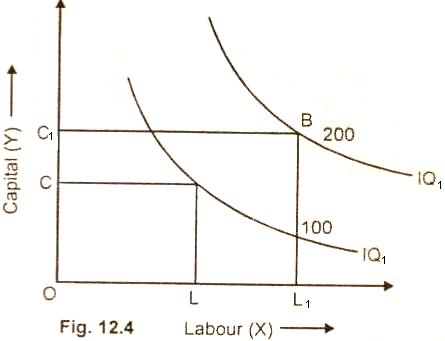 Capital (Y)
C₁
C
B
200
IQ₁
100
IQ₁
O
L
L₁
Fig. 12.4
Labour (X)